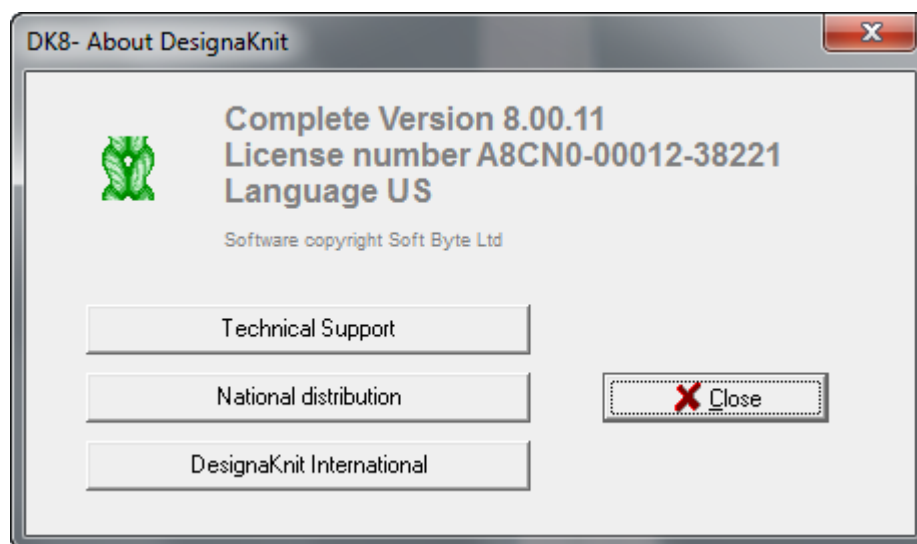 DK8- About DesignaKnit
Complete Version 8.00.11
License number A8CN0-00012-38221
Language US
Software copyright Soft Byte Ltd
Technical Support
National distribution
Close
DesignaKnit International